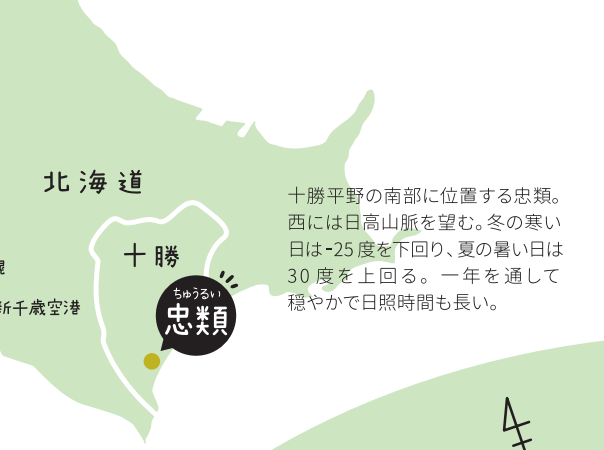 北海道
十勝
新千歳空港
ちゅうるい
忠類
十勝平野の南部に位置する忠類。
西には日高山脈を望む。冬の寒い
日は-25度を下回り、夏の暑い日は
30度を上回る。一年を通して
穏やかで日照時間も長い。